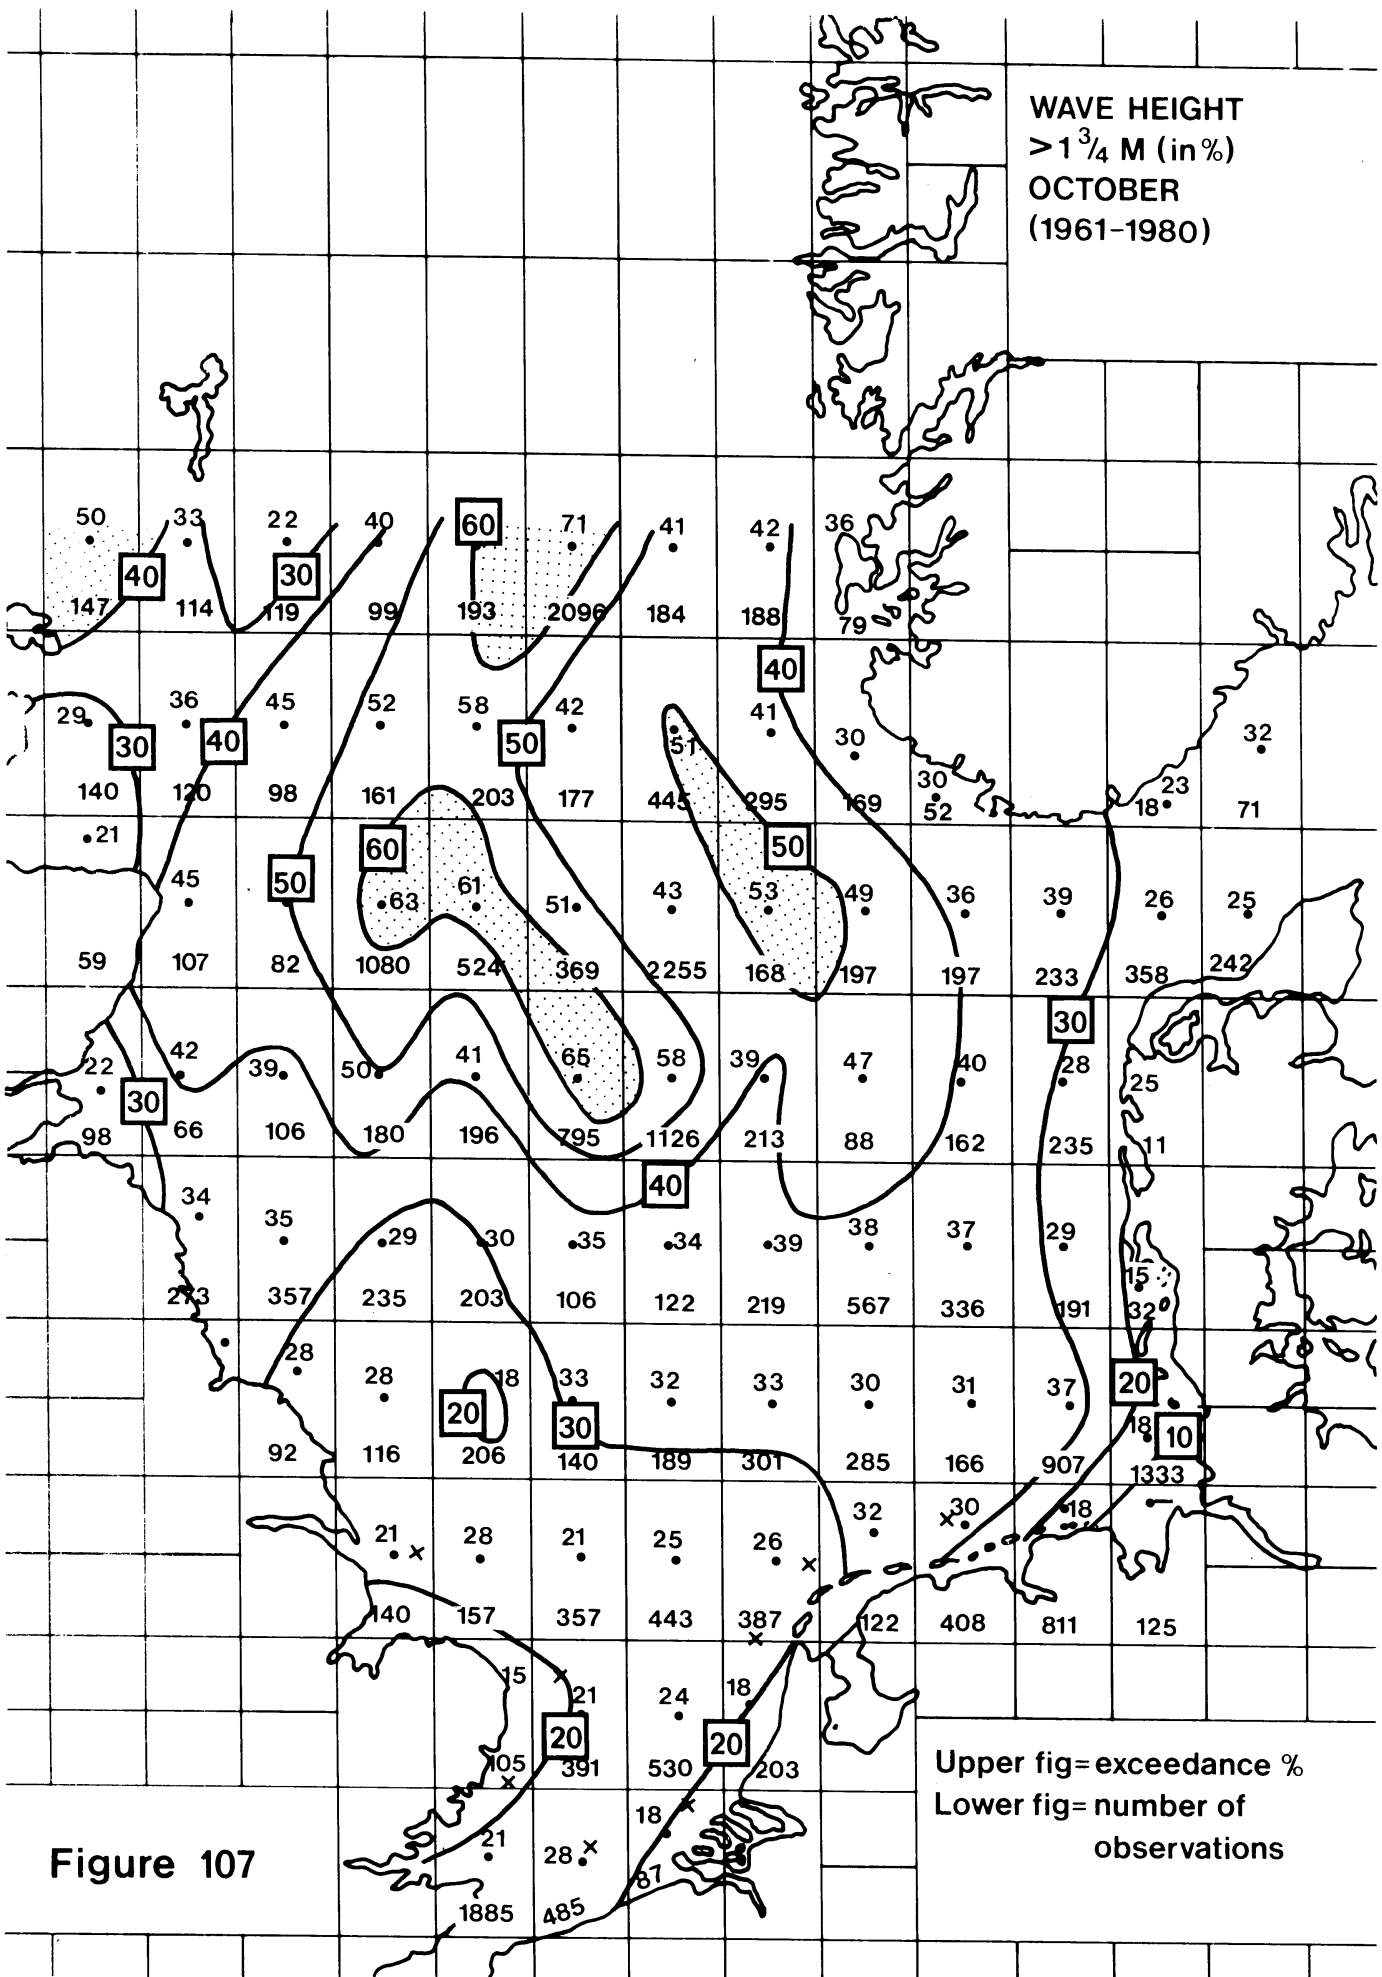 WAVE HEIGHT
>1 3/4 M (in %)
OCTOBER
(1961-1980)
50 33 22 40 60 71 41 42 36
40 30
147 114 119 99 193 2096 184 188 79
40
29 36 45 52 58 42 51 41 30 32
30 40 50
30 23
140 120 98 161 203 177 445 295 169 52 18 71
21
60 50
50
45 63 61 51 43 53 49 36 39 26 25
59 107 82 1080 524 369 2255 168 197 197 233 358 242
30
22 42 39 50 41 65 58 39 47 40 28 25
30
98 66 106 180 196 795 1126 213 88 162 235 11
40
34 35 29 30 35 34 39 38 37 29
15
273 357 235 203 106 122 219 567 336 191 32
28 28 18 33 32 33 30 31 37 20
20 30 18 10
92 116 206 140 189 301 285 166 907 1333
21 28 21 25 26 32 30 18
140 157 357 443 387 122 408 811 125
15 21 24 18
20 20
105 391 530 203
Upper fig= exceedance %
Lower fig= number of
observations
18
21 28
87
1885 485
Figure 107